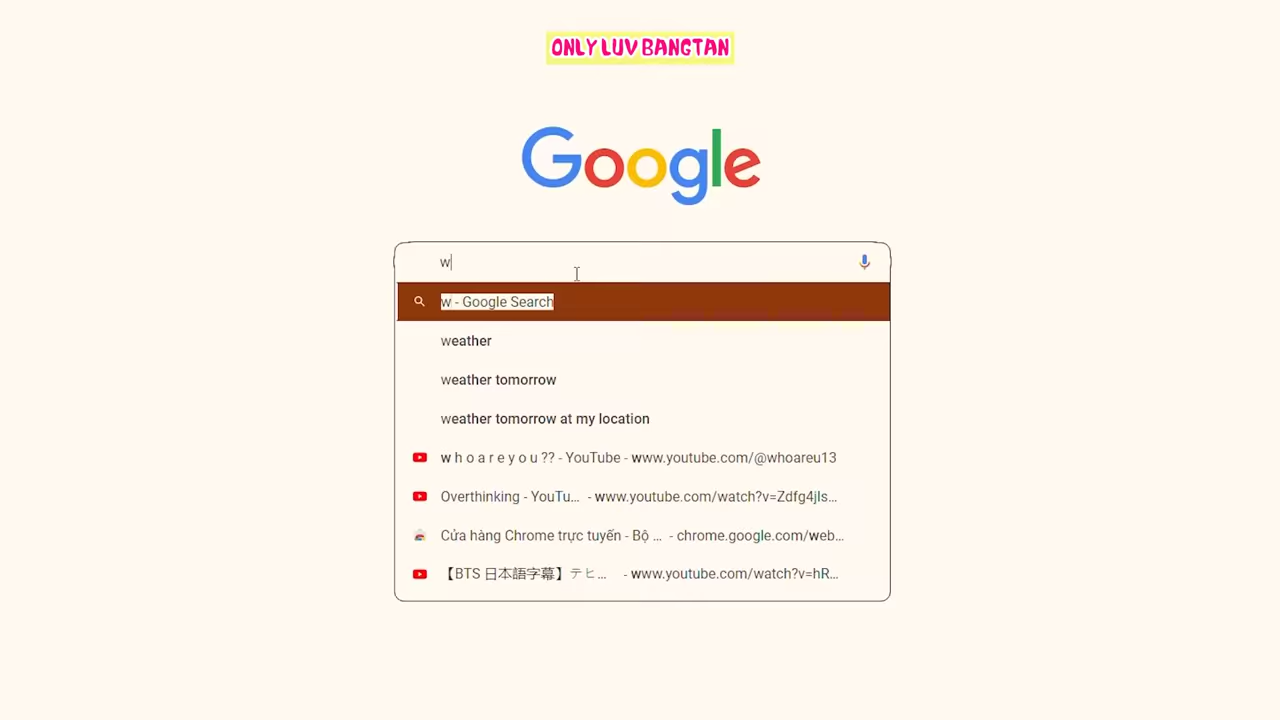 ONLY LUV BANGTAN
Google
w
w - Google Search
weather
weather tomorrow
weather tomorrow at my location
w h o a r e y o u ?? - YouTube - www.youtube.com/@whoareu13
Overthinking - YouTu... - www.youtube.com/watch?v=Zdfg4jIs...
Cửa hàng Chrome trực tuyến - Bộ ... - chrome.google.com/web...
【BTS 日本語字幕】テヒ... - www.youtube.com/watch?v=hR...